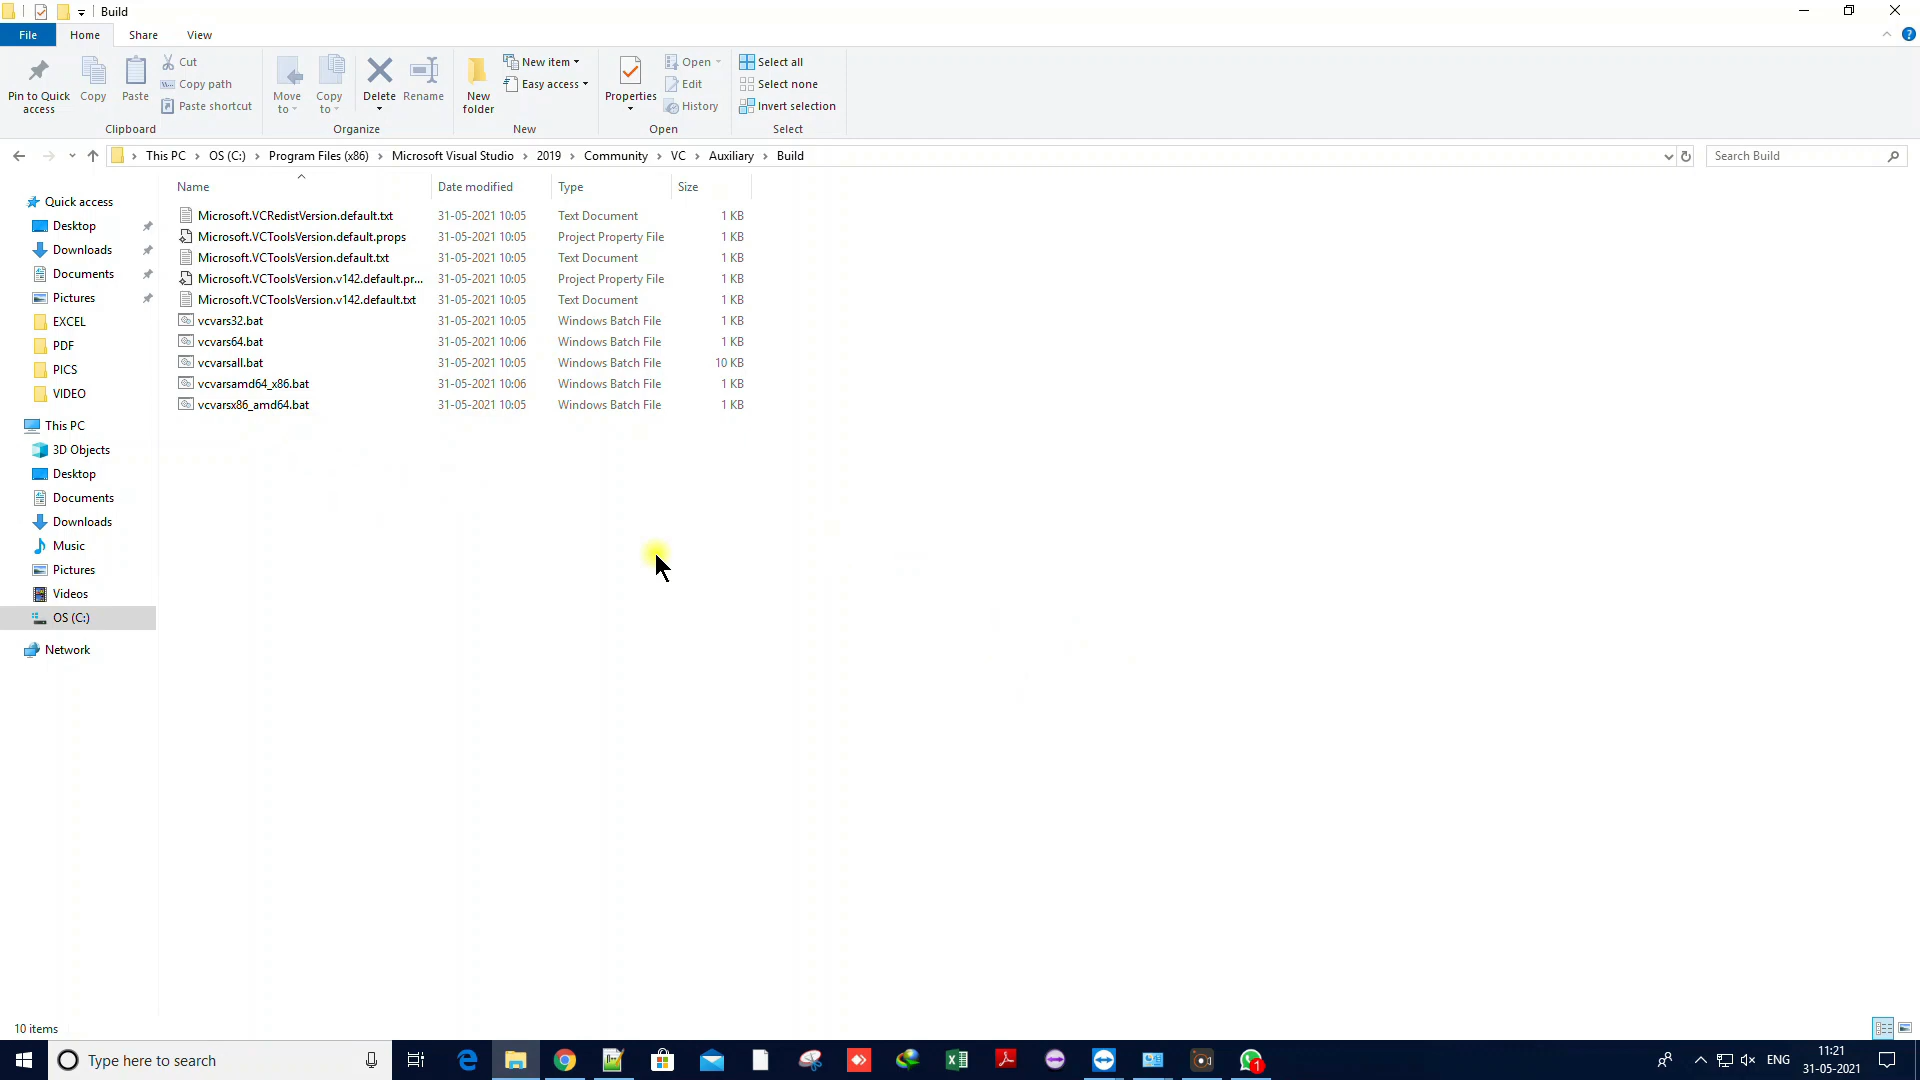 Build
File Home Share View
Pin to Quick access
Copy
Paste
Cut
Copy path
Paste shortcut
Clipboard
Move to
Copy to
Delete
Rename
Organize
New folder
New item
Easy access
New
Properties
Open
Edit
History
Open
Select all
Select none
Invert selection
Select
This PC > OS (C:) > Program Files (x86) > Microsoft Visual Studio > 2019 > Community > VC > Auxiliary > Build
Search Build
Name Date modified Type Size
Microsoft.VCRedistVersion.default.txt 31-05-2021 10:05 Text Document 1 KB
Microsoft.VCToolsVersion.default.props 31-05-2021 10:05 Project Property File 1 KB
Microsoft.VCToolsVersion.default.txt 31-05-2021 10:05 Text Document 1 KB
Microsoft.VCToolsVersion.v142.default.pr... 31-05-2021 10:05 Project Property File 1 KB
Microsoft.VCToolsVersion.v142.default.txt 31-05-2021 10:05 Text Document 1 KB
vcvars32.bat 31-05-2021 10:05 Windows Batch File 1 KB
vcvars64.bat 31-05-2021 10:06 Windows Batch File 1 KB
vcvarsall.bat 31-05-2021 10:05 Windows Batch File 10 KB
vcvarsamd64_x86.bat 31-05-2021 10:06 Windows Batch File 1 KB
vcvarsx86_amd64.bat 31-05-2021 10:05 Windows Batch File 1 KB
Quick access
Desktop
Downloads
Documents
Pictures
EXCEL
PDF
PICS
VIDEO
This PC
3D Objects
Desktop
Documents
Downloads
Music
Pictures
Videos
OS (C:)
Network
10 items
Type here to search
1
ENG
11:21
31-05-2021